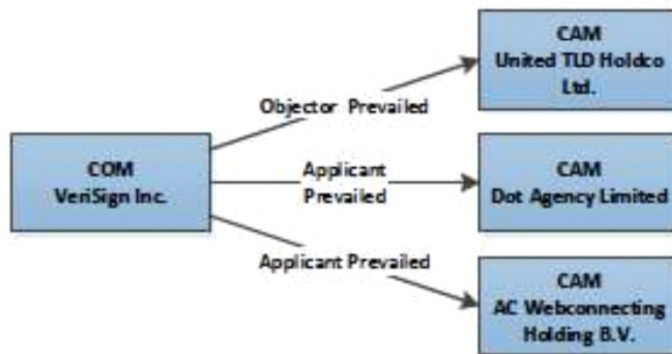 CAM
United TLD Holdco
Ltd.
Objector Prevailed
COM
VeriSign Inc.
Applicant
Prevailed
CAM
Dot Agency Limited
Applicant Prevailed
CAM
AC Webconnecting
Holding B.V.